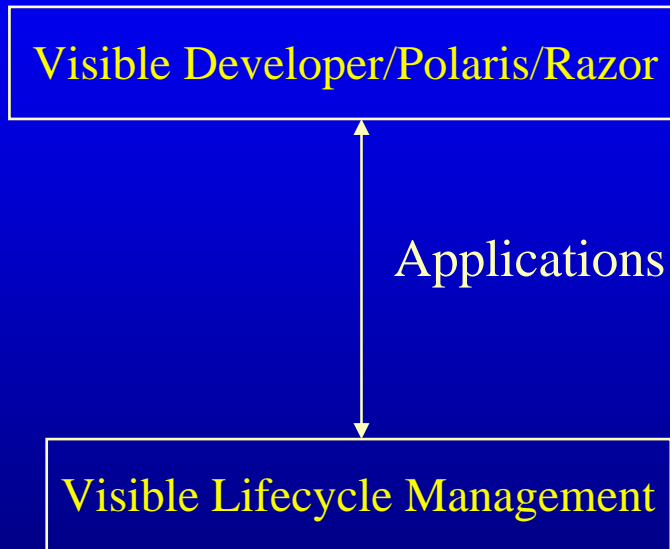 Visible Developer/Polaris/Razor
Applications
Visible Lifecycle Management